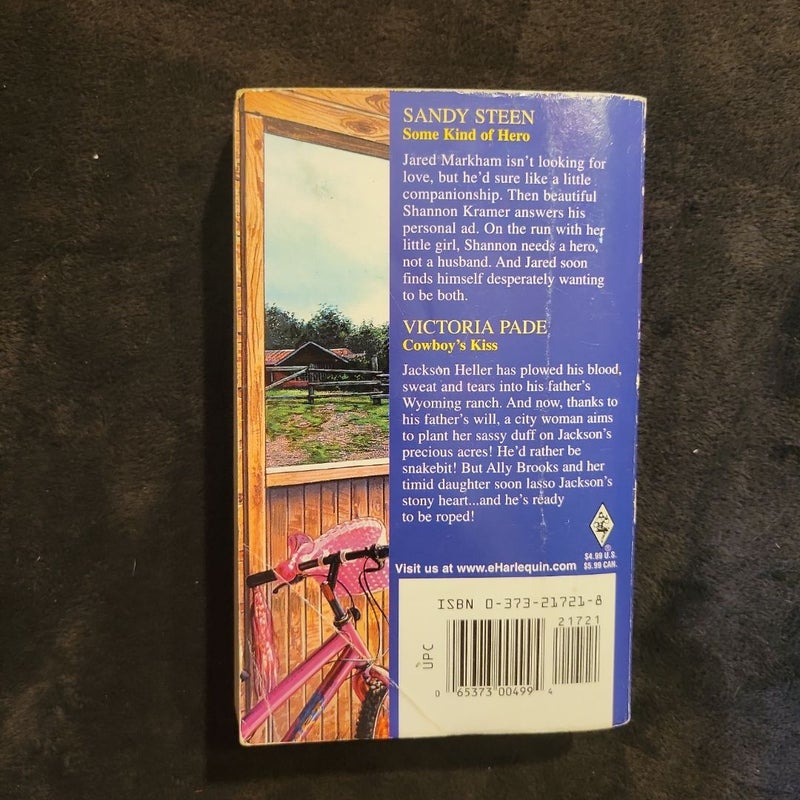 SANDY STEEN
Some Kind of Hero
Jared Markham isn't looking for
love, but he'd sure like a little
companionship. Then beautiful
Shannon Kramer answers his
personal ad. On the run with her
little girl, Shannon needs a hero,
not a husband. And Jared soon
finds himself desperately wanting
to be both.
VICTORIA PADE
Cowboy's Kiss
Jackson Heller has plowed his blood,
sweat and tears into his father's
Wyoming ranch. And now, thanks to
his father's will, a city woman aims
to plant her sassy duff on Jackson's
precious acres! He'd rather be
snakebit! But Ally Brooks and her
timid daughter soon lasso Jackson's
stony heart...and he's ready
to be roped!
®
$4.99 U.S.
$5.99 CAN.
Visit us at www.eHarlequin.com
ISBN 0-373-21721-8
21721
UPC
0 65373 00499 4